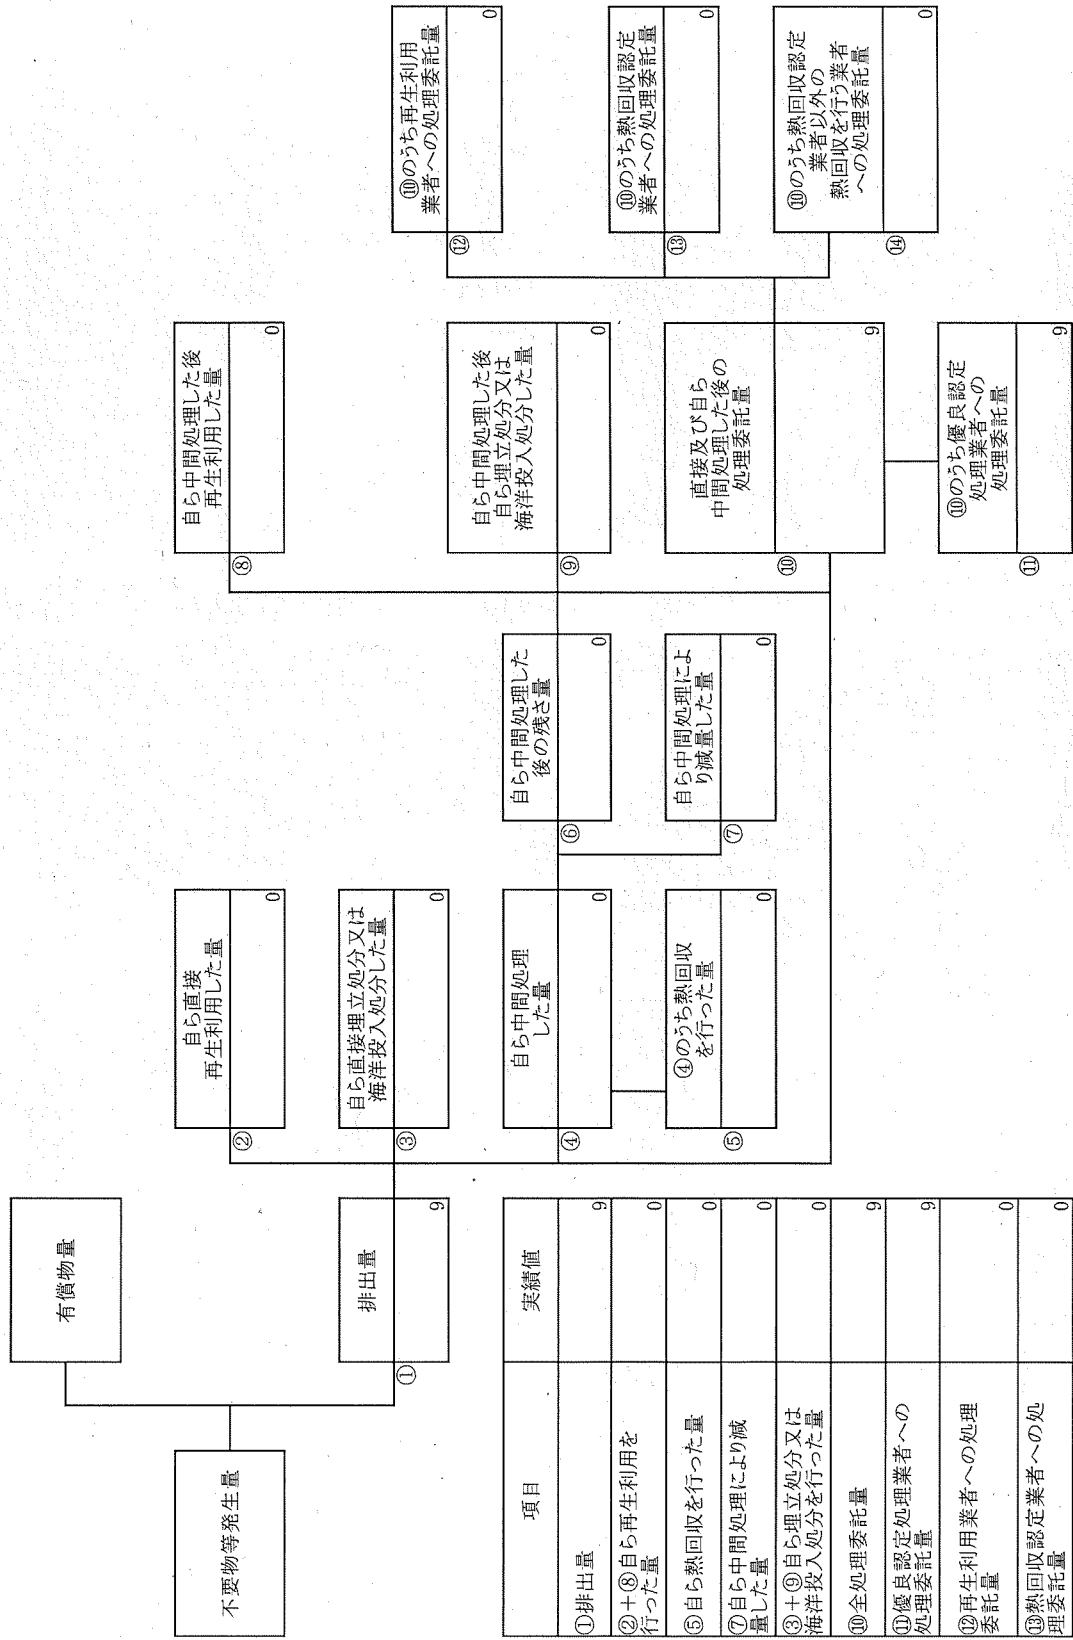 不要物等発生量
有償物量
排出量
①
9
自ら直接
再生利用した量
②
0
自ら直接埋立処分又は
海洋投入処分した量
③
0
自ら中間処理
した量
④
0
④のうち熱回収
を行った量
⑤
0
自ら中間処理した
後の残さ量
⑥
0
自ら中間処理によ
り減量した量
⑦
0
自ら中間処理した後
再生利用した量
⑧
0
自ら中間処理した後
自ら埋立処分又は
海洋投入処分した量
⑨
0
直接及び自ら
中間処理した後の
処理委託量
⑩
9
⑩のうち優良認定
処理業者への
処理委託量
⑪
9
⑩のうち再生利用
業者への処理委託量
⑫
0
⑩のうち熱回収認定
業者への処理委託量
⑬
0
⑩のうち熱回収認定
業者以外の
熱回収を行う業者
への処理委託量
⑭
0
項目 実績値
①排出量 9
②+⑧自ら再生利用を
行った量 0
⑤自ら熱回収を行った量 0
⑦自ら中間処理により減
量した量 0
③+⑨自ら埋立処分又は
海洋投入処分を行った量 0
⑩全処理委託量 9
⑪優良認定処理業者への
処理委託量 9
⑫再生利用業者への処理
委託量 0
⑬熱回収認定業者への処
理委託量 0